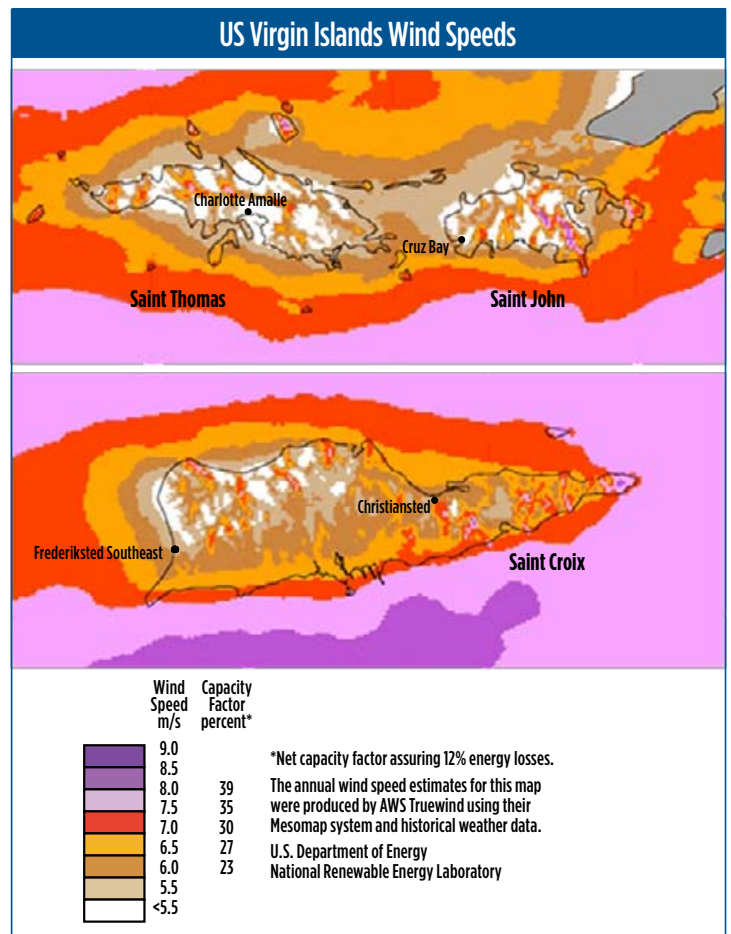 US Virgin Islands Wind Speeds
Charlotte Amalle
Cruz Bay
Saint Thomas
Saint John
Christiansted
Frederiksted Southeast
Saint Croix
Wind Speed m/s
Capacity Factor percent*
9.0
8.5
8.0 39
7.5 35
7.0 30
6.5 27
6.0 23
5.5
<5.5
*Net capacity factor assuring 12% energy losses.
The annual wind speed estimates for this map
were produced by AWS Truewind using their
Mesomap system and historical weather data.
U.S. Department of Energy
National Renewable Energy Laboratory